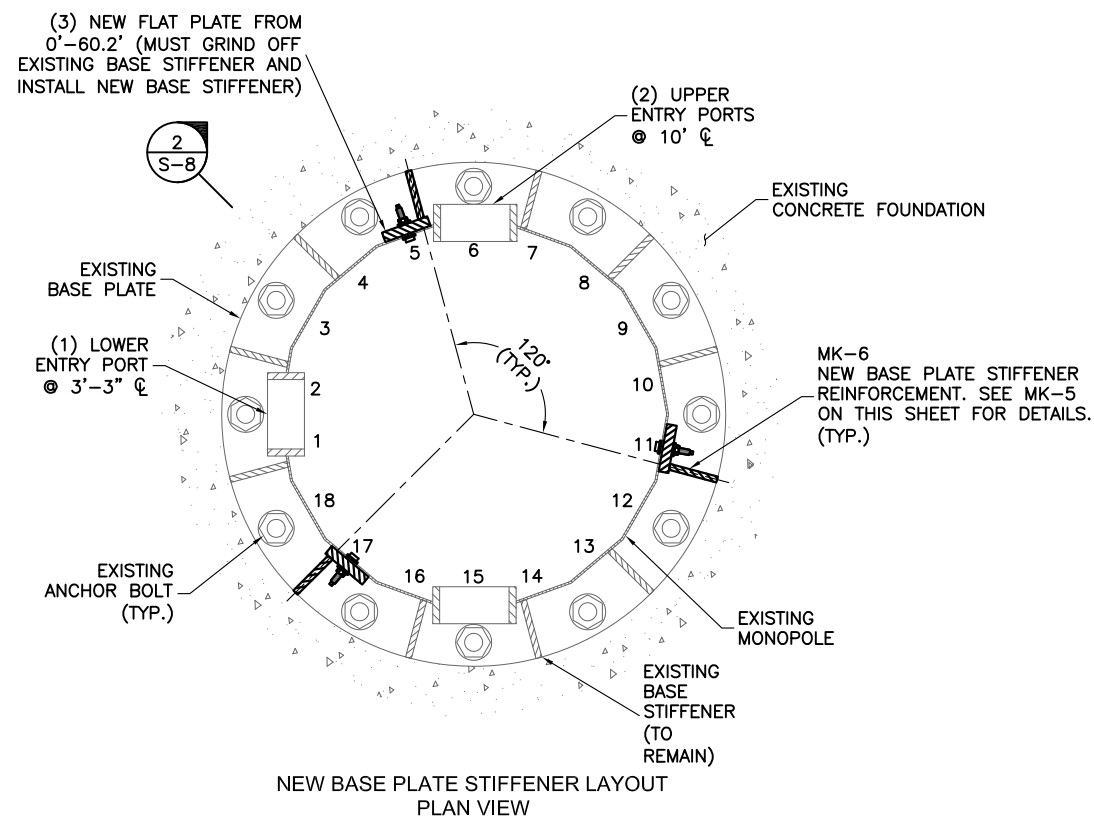 (3) NEW FLAT PLATE FROM
0'-60.2' (MUST GRIND OFF
EXISTING BASE STIFFENER AND
INSTALL NEW BASE STIFFENER)
2
S-8
(2) UPPER
ENTRY PORTS
@ 10' ℄
EXISTING
CONCRETE FOUNDATION
EXISTING
BASE PLATE
(1) LOWER
ENTRY PORT
@ 3'-3" ℄
MK-6
NEW BASE PLATE STIFFENER
REINFORCEMENT. SEE MK-5
ON THIS SHEET FOR DETAILS.
(TYP.)
120°
(TYP.)
1
2
3
4
5
6
7
8
9
10
11
12
13
14
15
16
17
18
EXISTING
ANCHOR BOLT
(TYP.)
EXISTING
MONOPOLE
EXISTING
BASE
STIFFENER
(TO
REMAIN)
NEW BASE PLATE STIFFENER LAYOUT
PLAN VIEW